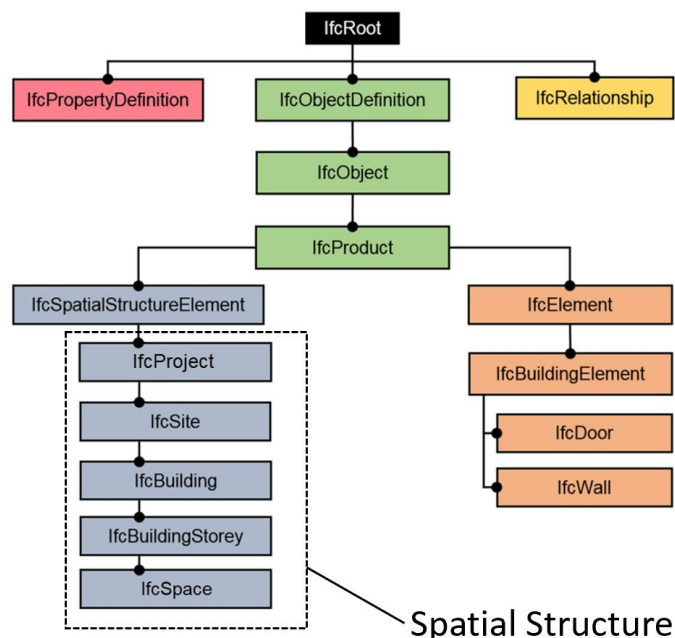 IfcRoot
IfcPropertyDefinition
IfcObjectDefinition
IfcRelationship
IfcObject
IfcProduct
IfcSpatialStructureElement
IfcElement
IfcProject
IfcBuildingElement
IfcSite
IfcDoor
IfcBuilding
IfcWall
IfcBuildingStorey
IfcSpace
Spatial Structure